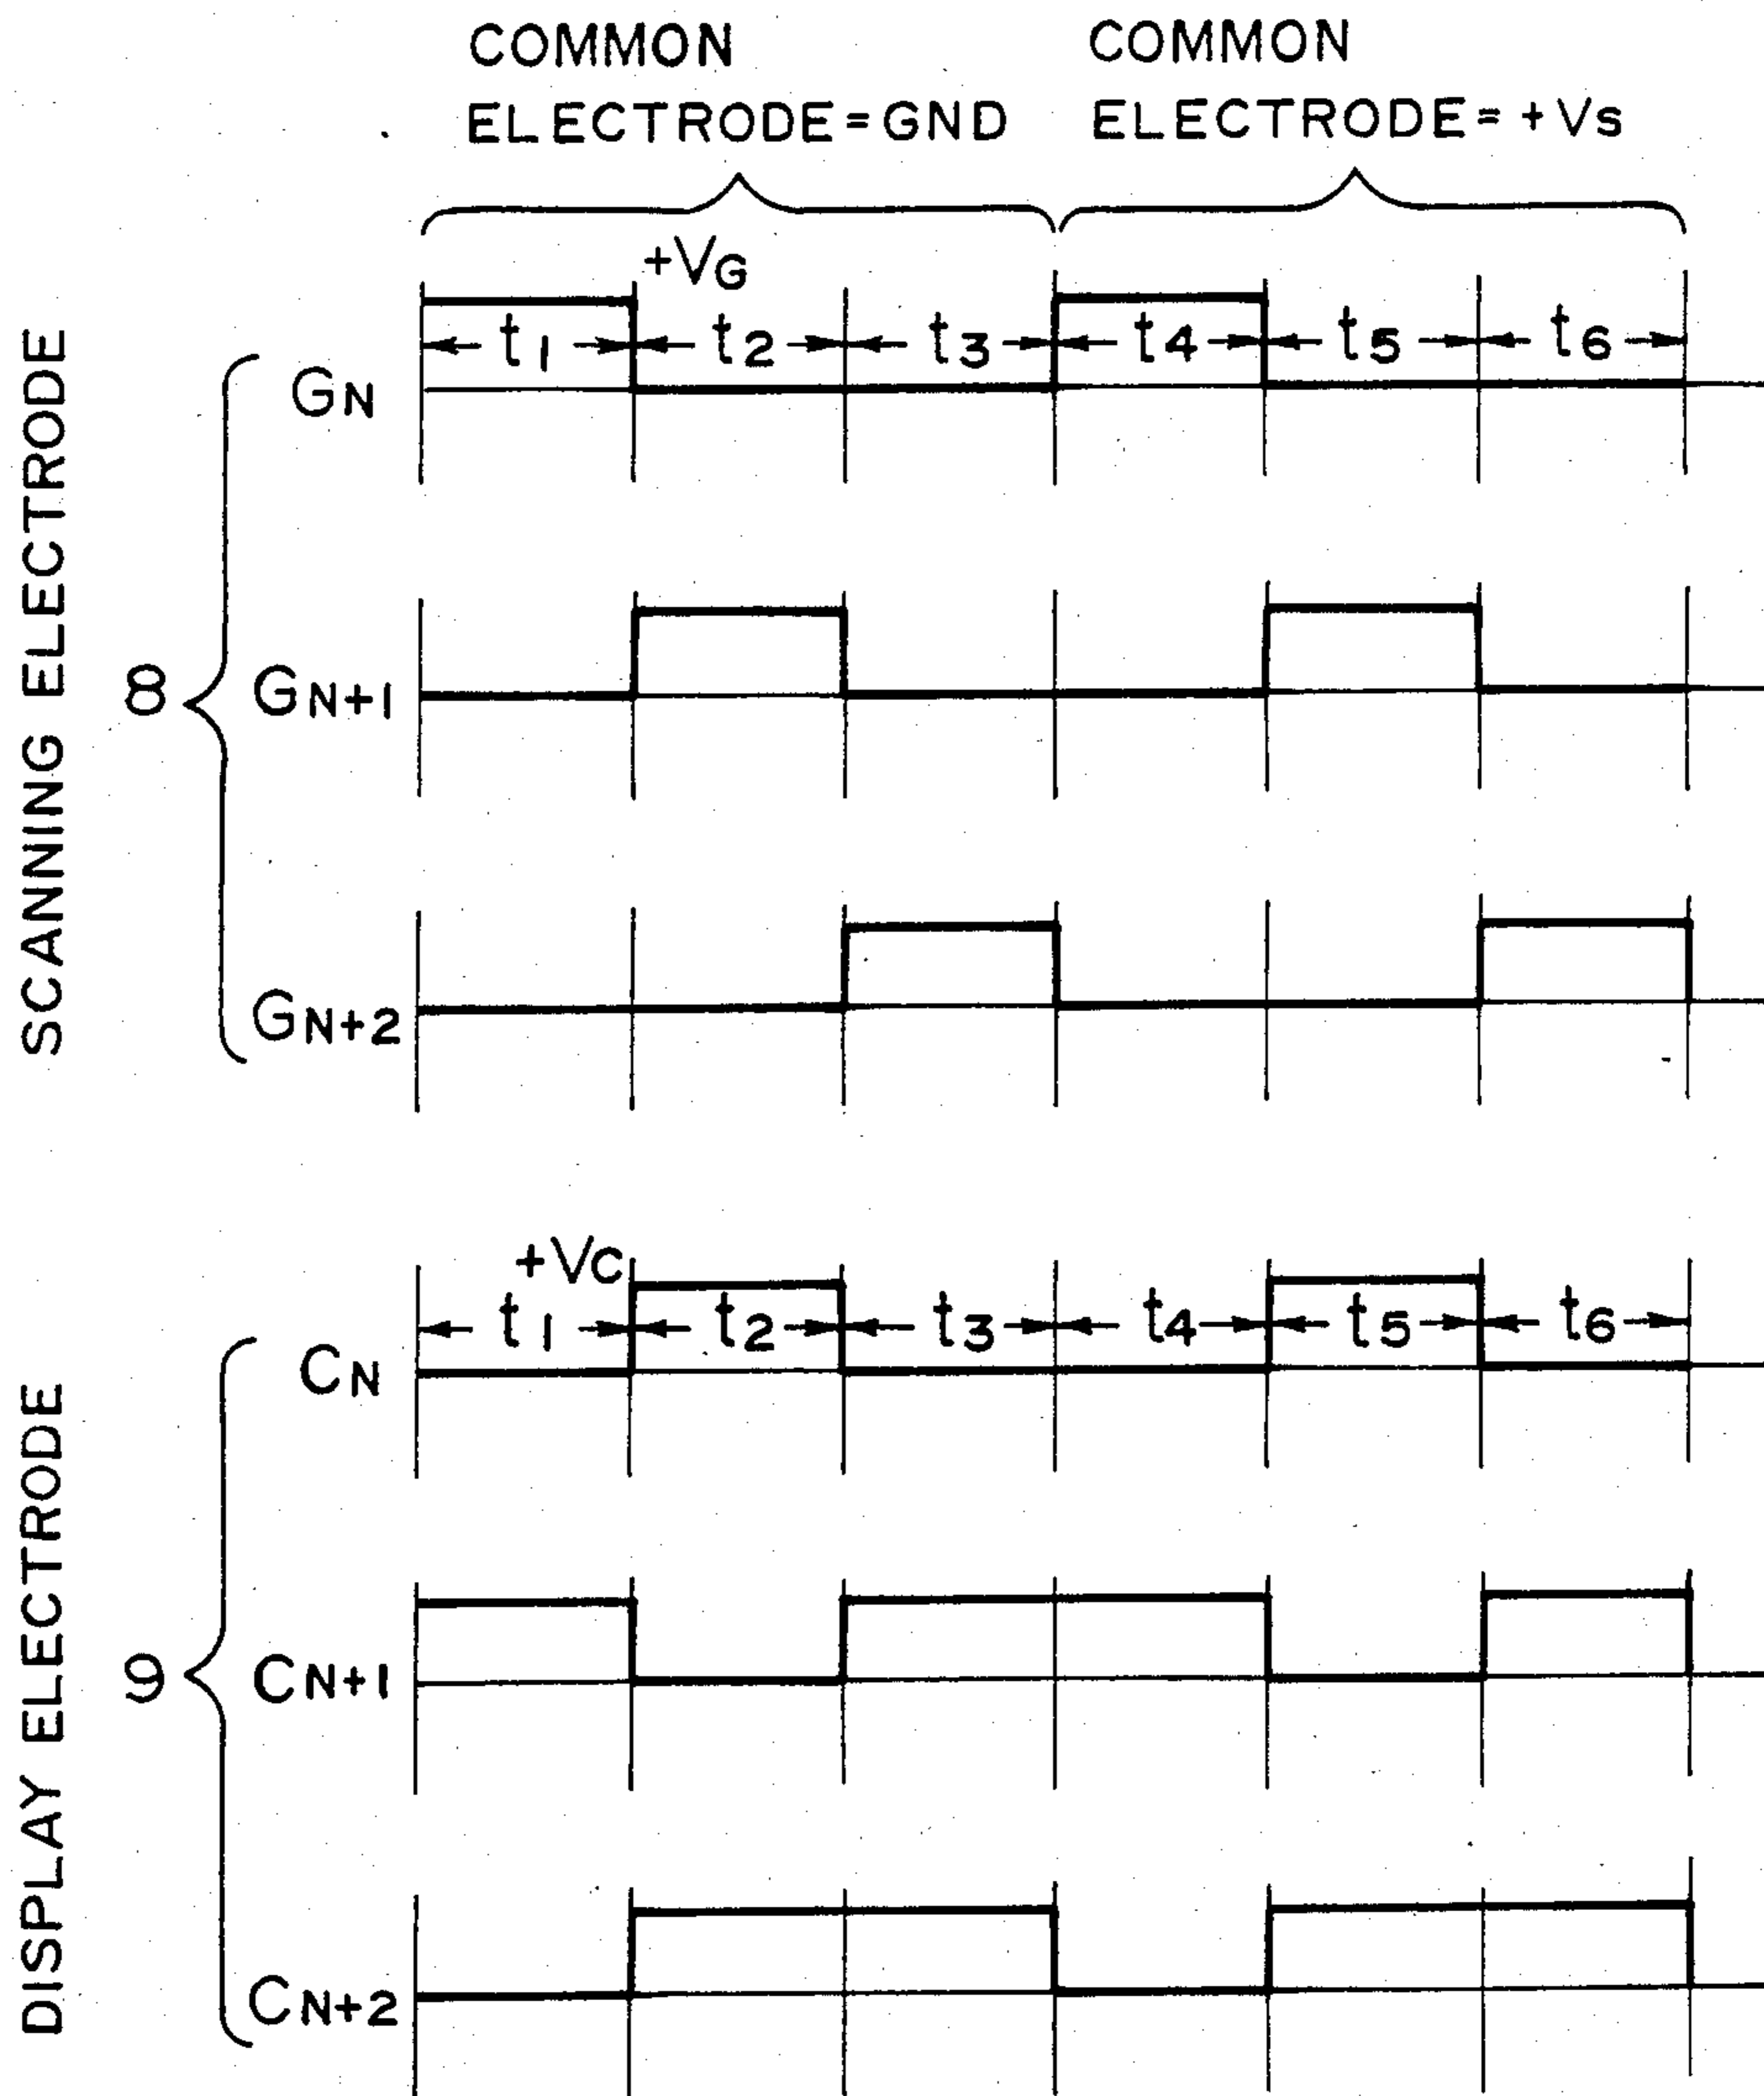 COMMON
ELECTRODE=GND
COMMON
ELECTRODE=+Vs
SCANNING ELECTRODE
8
+VG
t1 t2 t3 t4 t5 t6
GN
GN+1
GN+2
DISPLAY ELECTRODE
9
+VC
t1 t2 t3 t4 t5 t6
CN
CN+1
CN+2